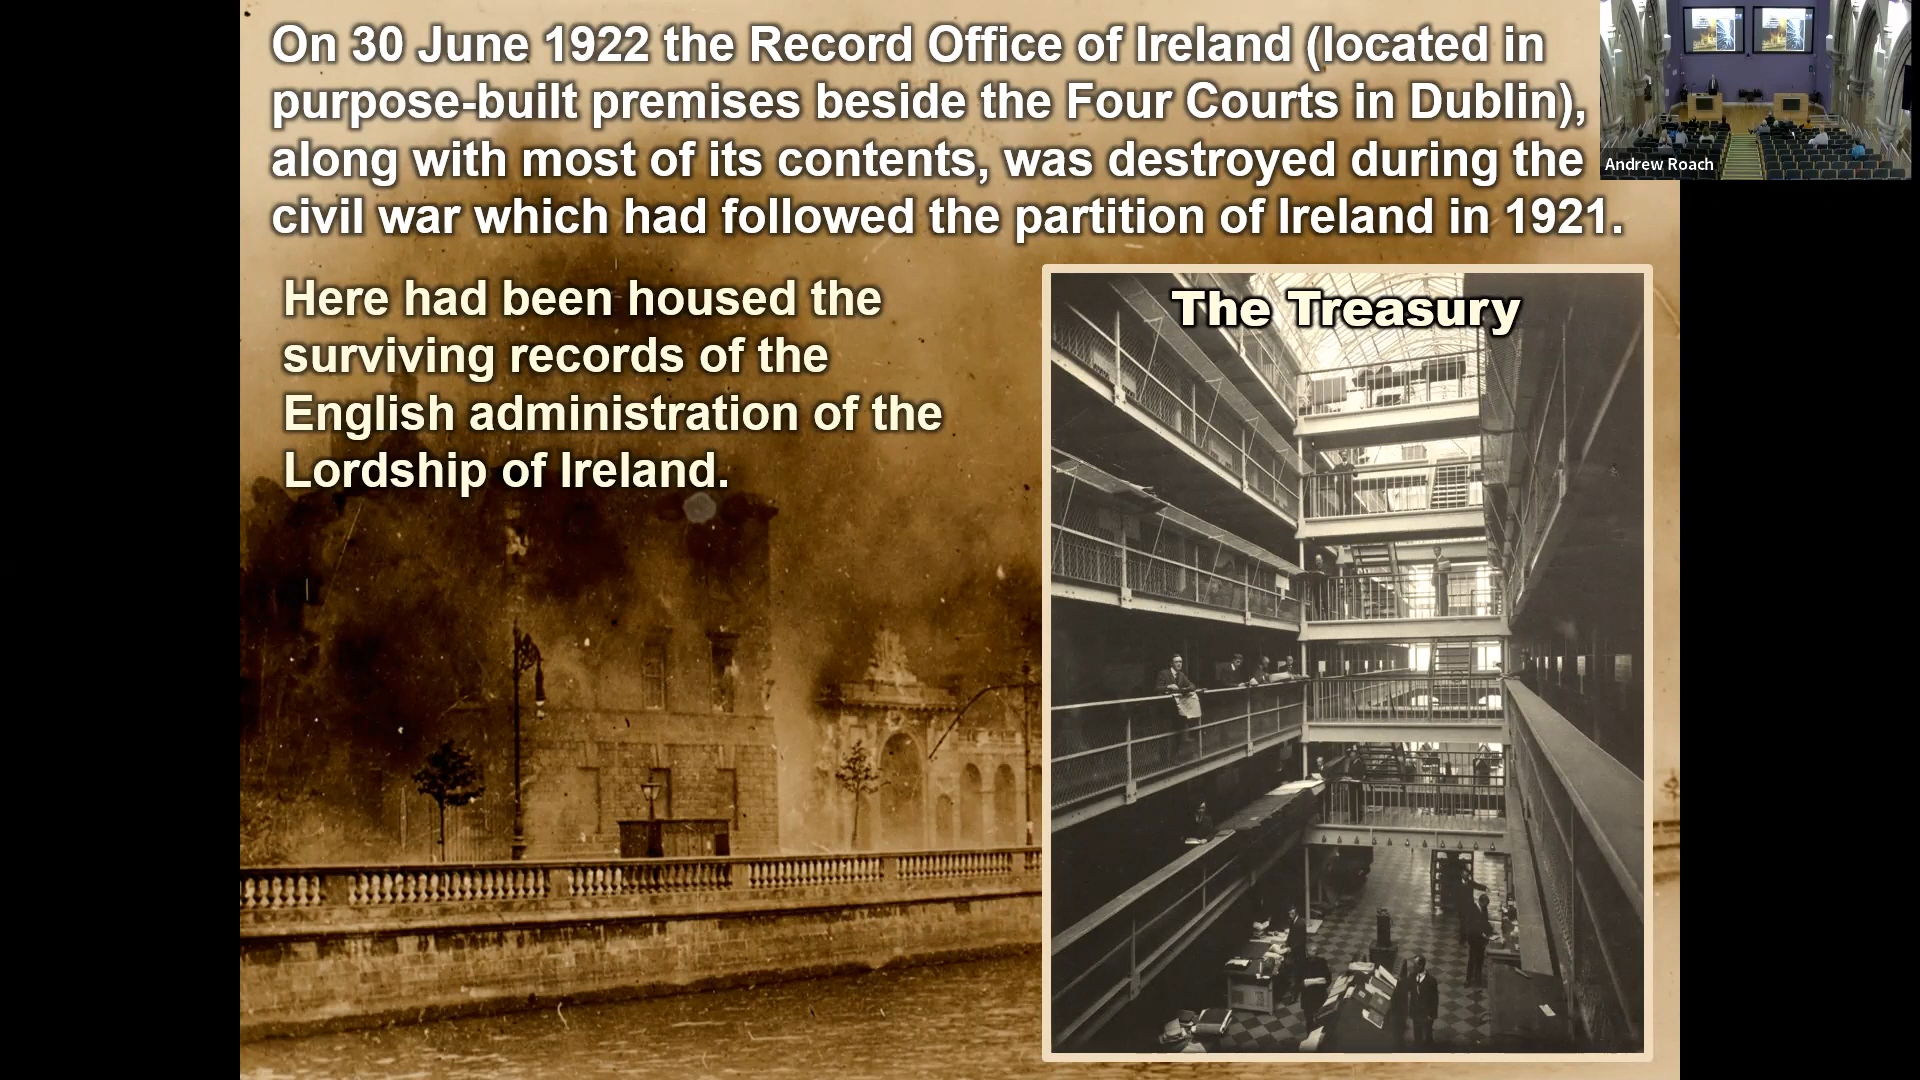 On 30 June 1922 the Record Office of Ireland (located in
purpose-built premises beside the Four Courts in Dublin),
along with most of its contents, was destroyed during the
civil war which had followed the partition of Ireland in 1921.
Here had been housed the
surviving records of the
English administration of the
Lordship of Ireland.
The Treasury
Andrew Roach